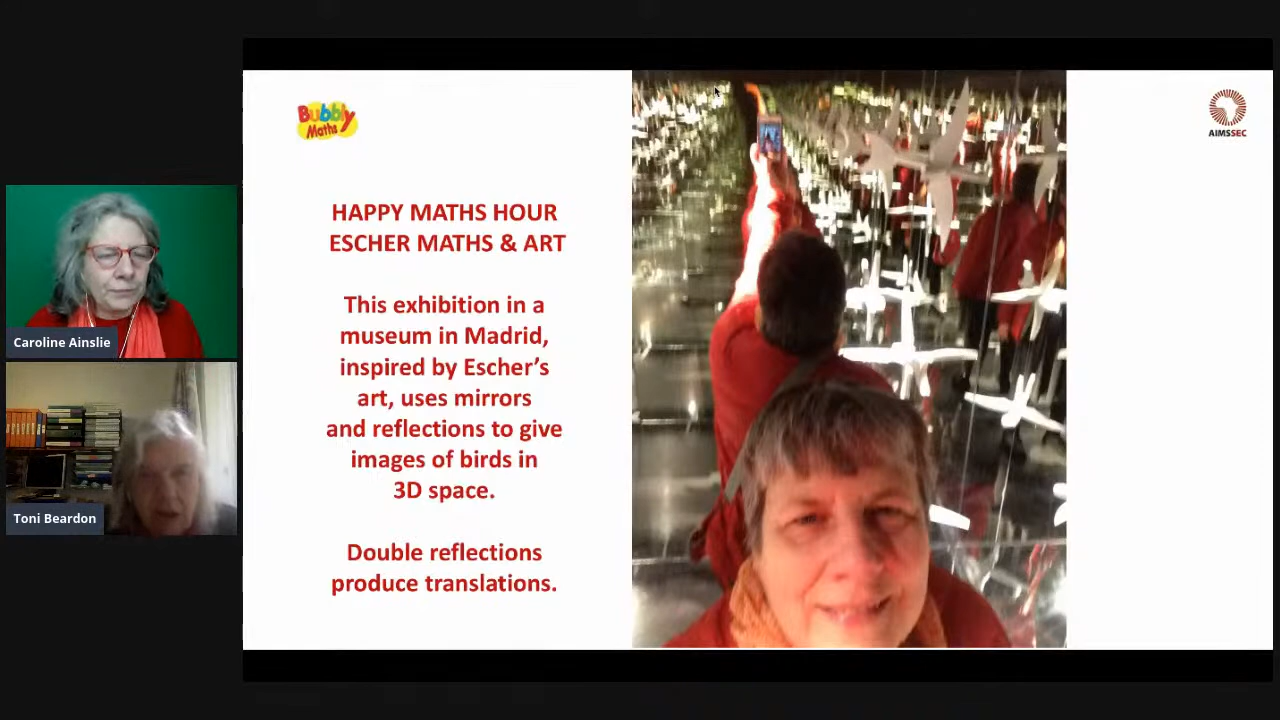 Bubbly
Maths
AIMSSEC
HAPPY MATHS HOUR
ESCHER MATHS & ART
This exhibition in a
museum in Madrid,
inspired by Escher’s
art, uses mirrors
and reflections to give
images of birds in
3D space.
Double reflections
produce translations.
Caroline Ainslie
Toni Beardon